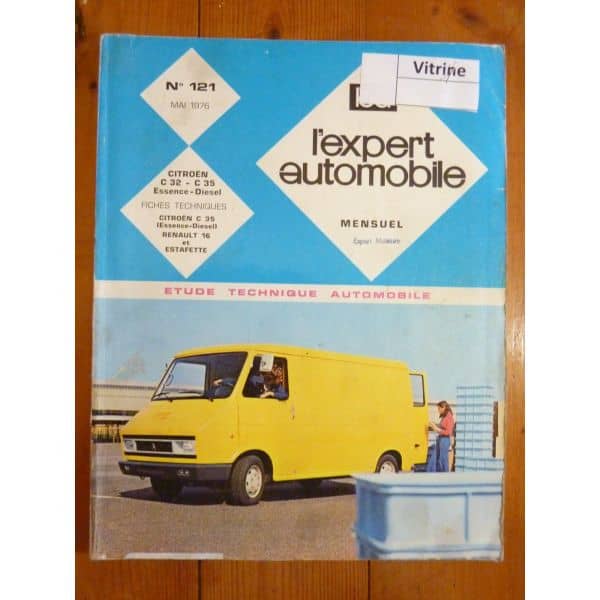 N° 121
MAI 1976
Vitrine
l'expert
automobile
MENSUEL
CITROËN
C 32 - C 35
Essence-Diesel
FICHES TECHNIQUES
CITROËN C 35
(Essence-Diesel)
RENAULT 16
et
ESTAFETTE
ETUDE TECHNIQUE AUTOMOBILE